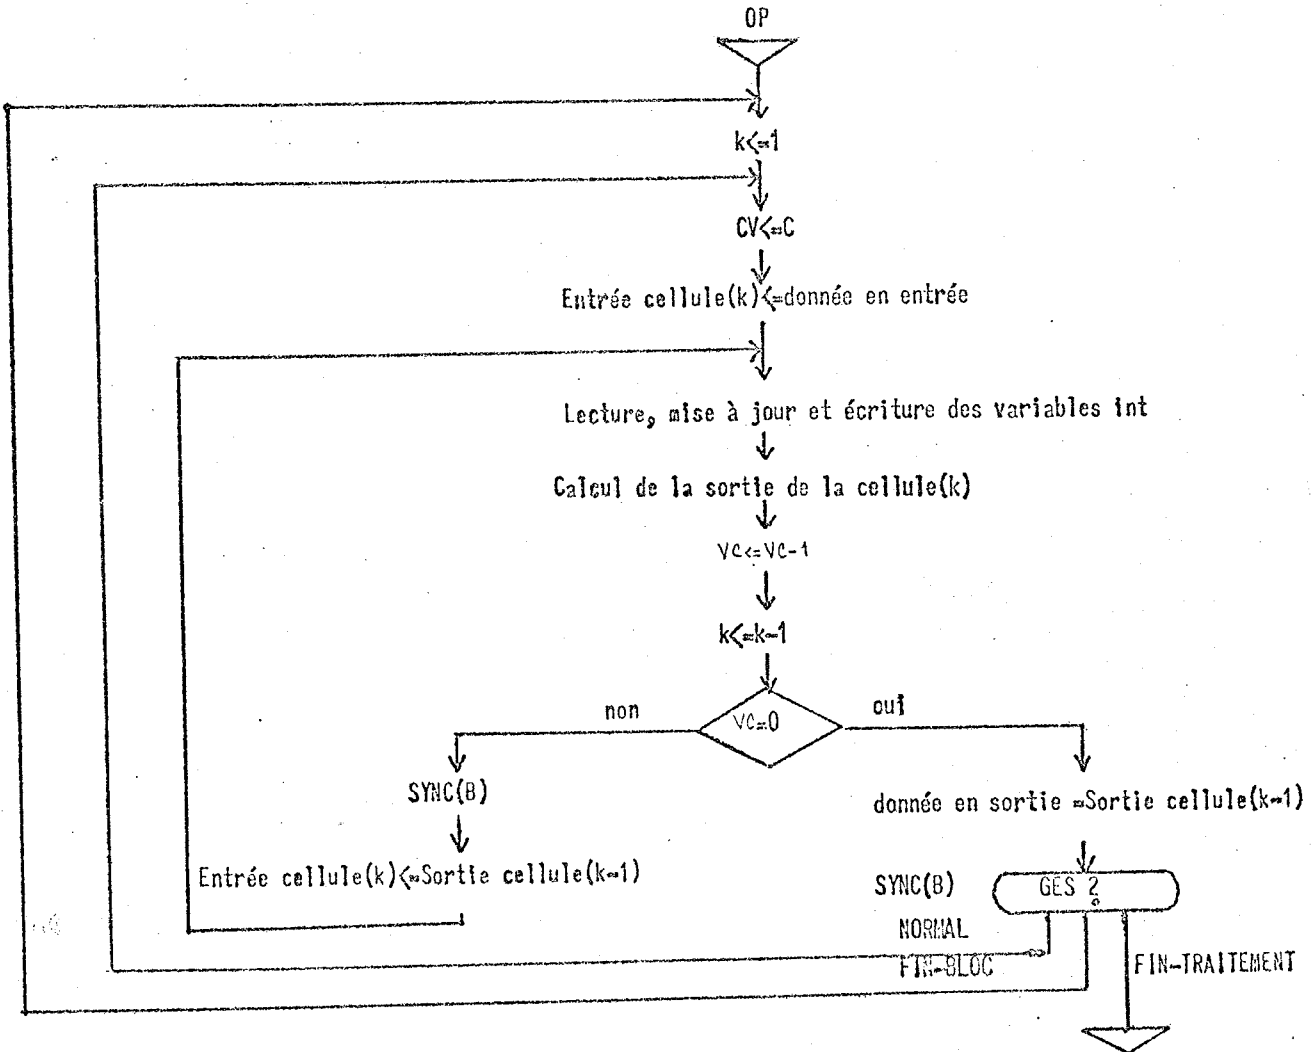 OP
k<=1
CV<=C
Entrée cellule(k)<=donnée en entrée
Lecture, mise à jour et écriture des variables int
Calcul de la sortie de la cellule(k)
VC<=VC-1
k<=k-1
non
VC=0
oui
SYNC(B)
donnée en sortie =Sortie cellule(k-1)
Entrée cellule(k)<=Sortie cellule(k-1)
SYNC(B)
GES ?
NORMAL
FIN-BLOC
FIN-TRAITEMENT